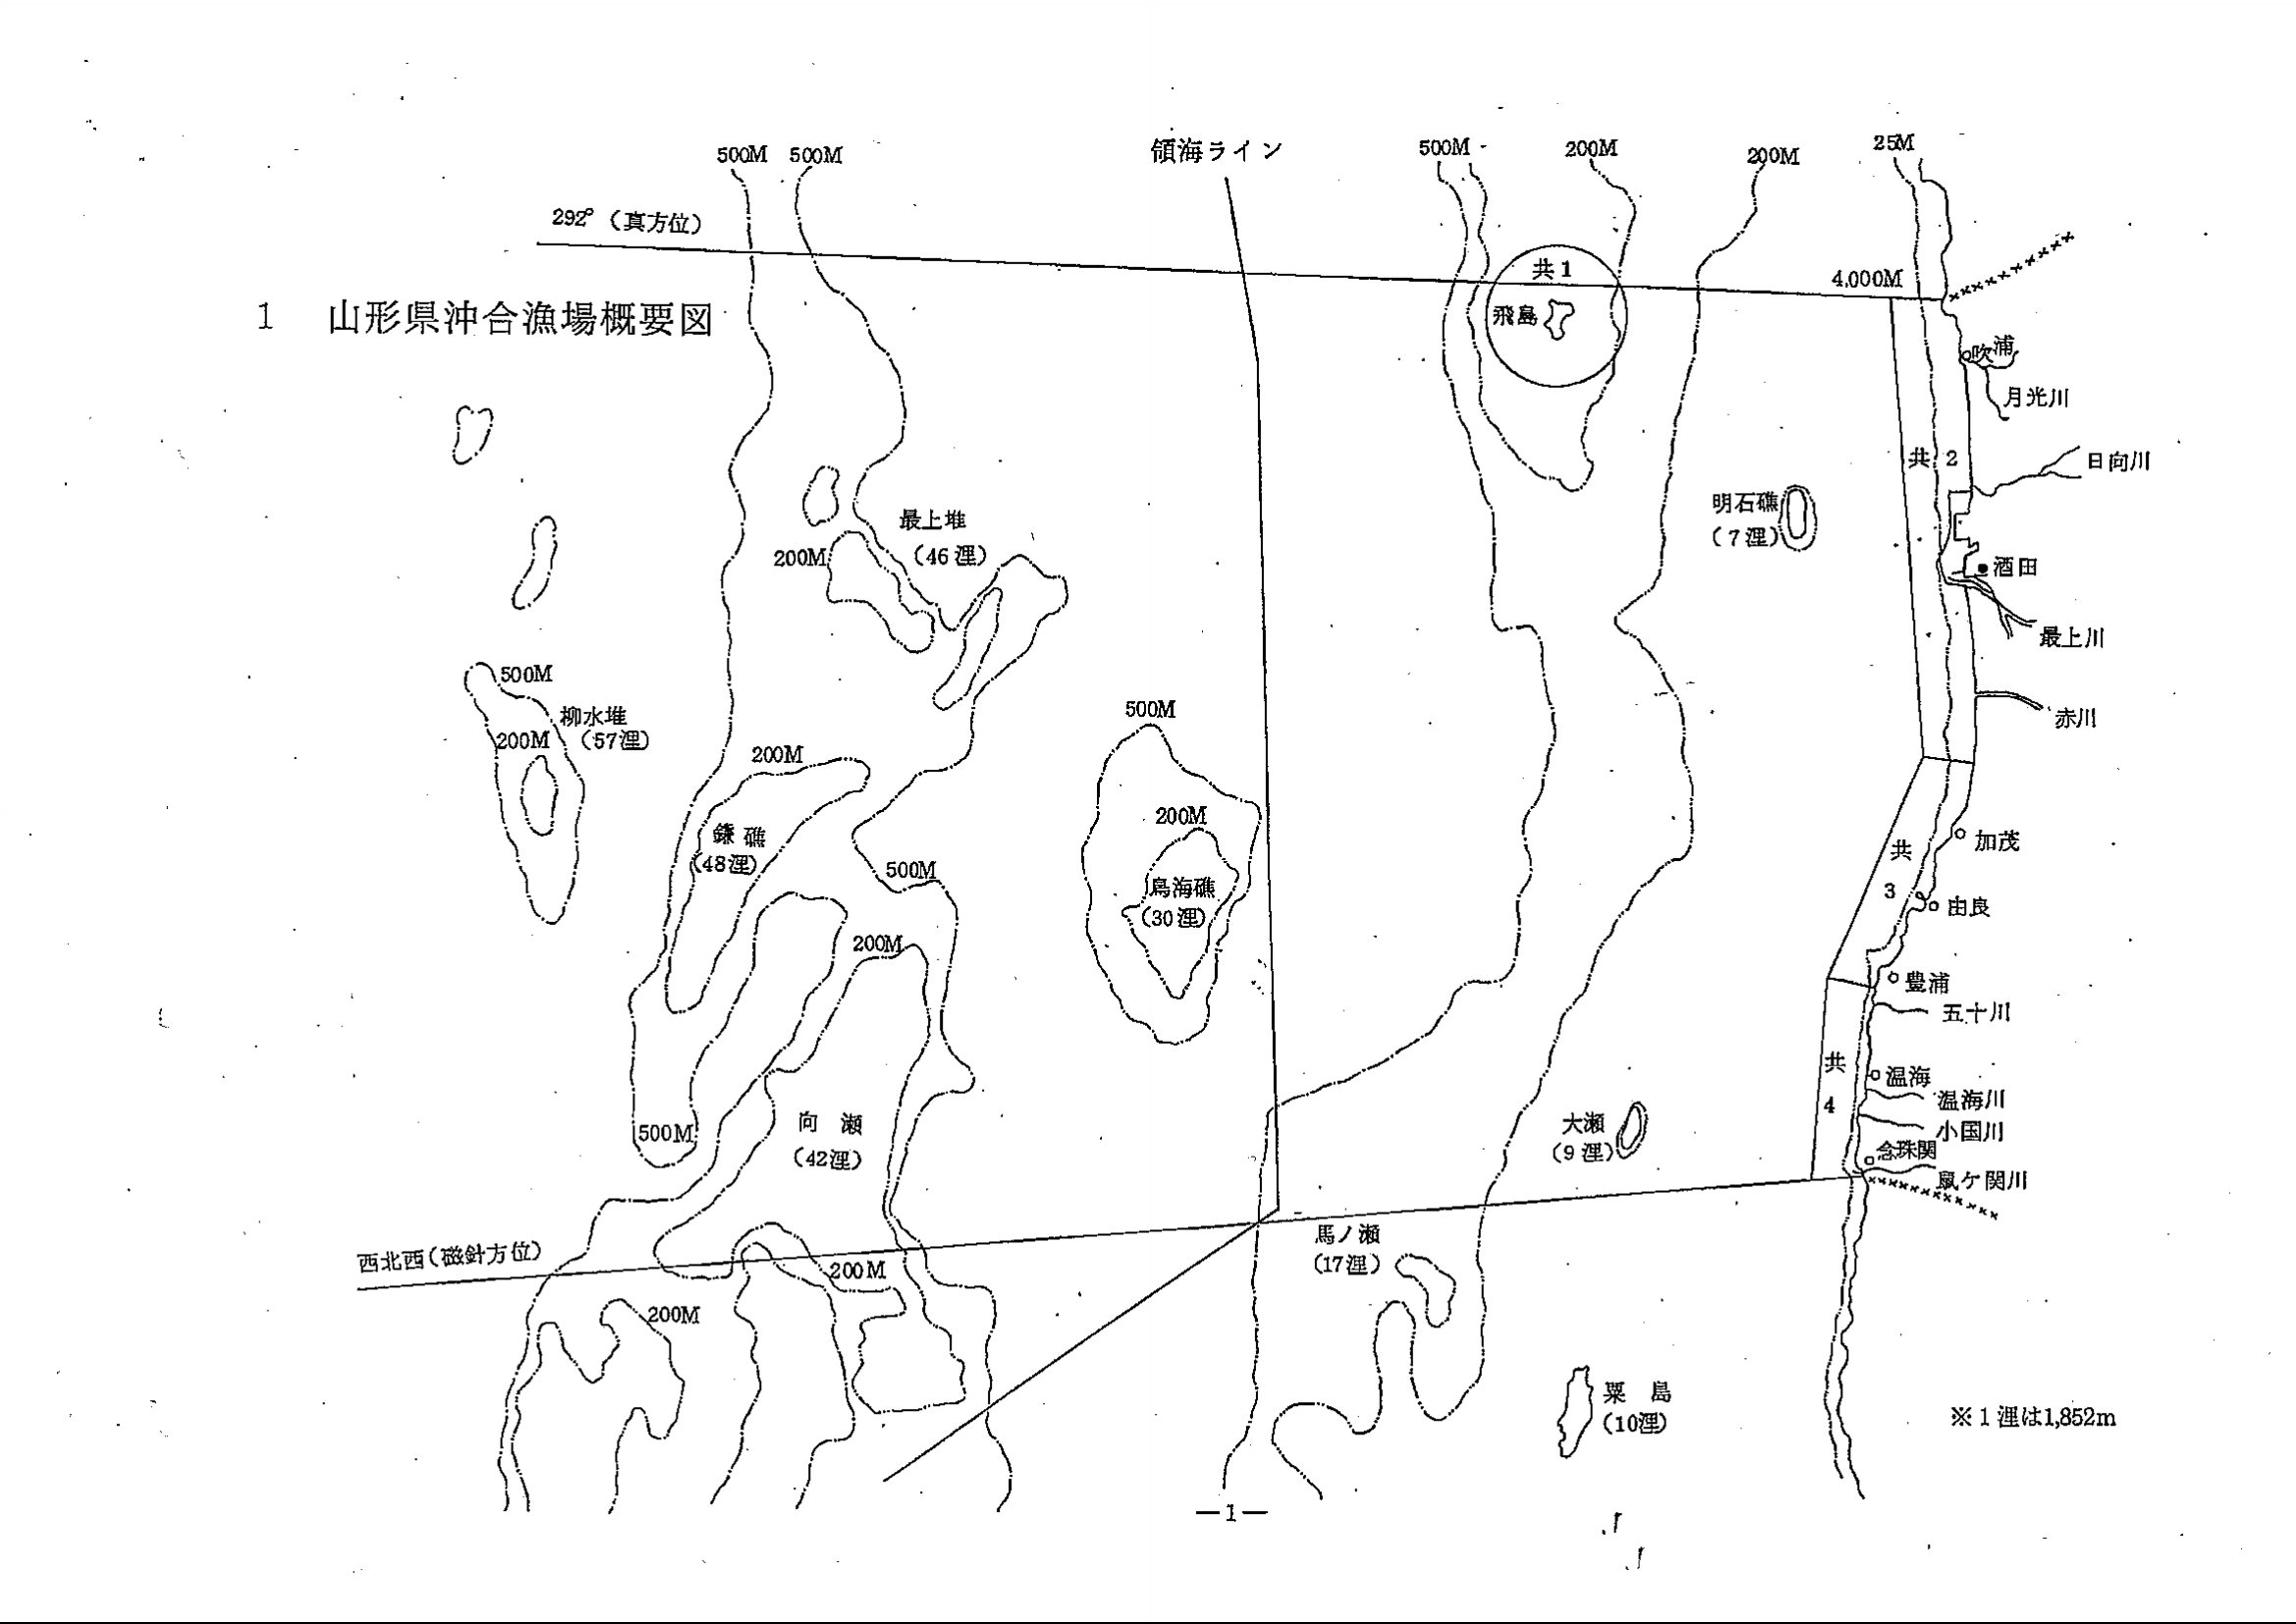 500M 500M 領海ライン 500M 200M 200M 25M
292°(真方位)
共1
4,000M
1 山形県沖合漁場概要図
飛島
吹浦
月光川
共 2
日向川
最上堆
(46浬)
200M
明石礁
(7浬)
酒田
最上川
500M
柳水堆
(57浬)
200M
赤川
500M
200M
200M
鎌礁
(48浬)
加茂
共
3
500M
鳥海礁
(30浬)
由良
200M
豊浦
五十川
共
4
温海
温海川
小国川
500M
向瀬
(42浬)
大瀬
(9浬)
念珠関
鼠ケ関川
西北西(磁針方位)
馬ノ瀬
(17浬)
200M
200M
粟島
(10浬)
※1浬は1,852m
—1—